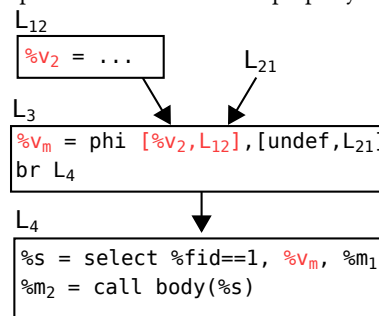 L12
%v2 = ...
L21
L3
%vm = phi [%v2,L12],[undef,L21]
br L4
L4
%s = select %fid==1, %vm, %m1
%m2 = call body(%s)